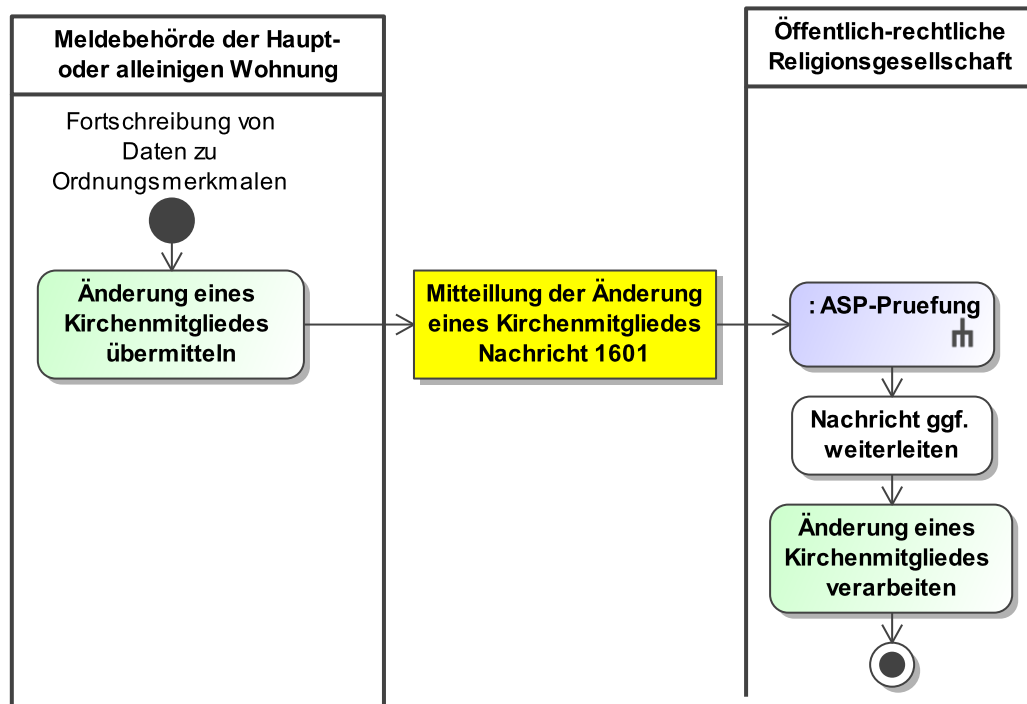 Meldebehörde der Haupt-
oder alleinigen Wohnung
Öffentlich-rechtliche
Religionsgesellschaft
Fortschreibung von
Daten zu
Ordnungsmerkmalen
Änderung eines
Kirchenmitgliedes
übermitteln
Mitteillung der Änderung
eines Kirchenmitgliedes
Nachricht 1601
: ASP-Pruefung
Nachricht ggf.
weiterleiten
Änderung eines
Kirchenmitgliedes
verarbeiten